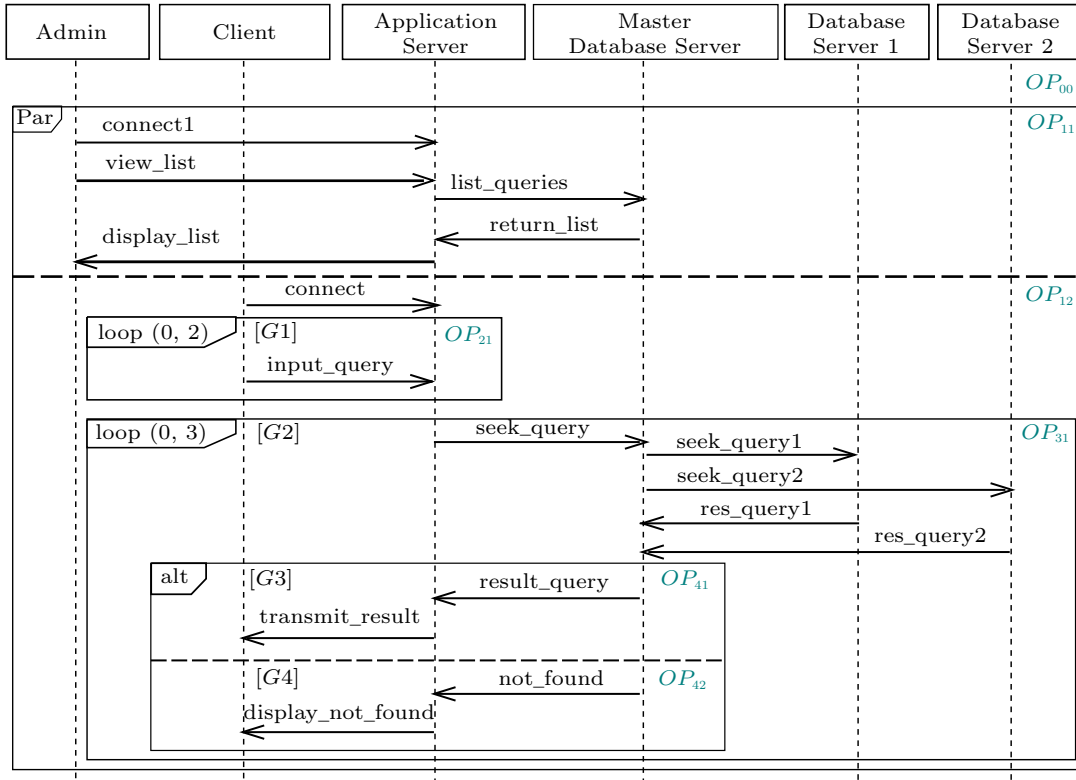 Admin
Client
Application
Server
Master
Database Server
Database
Server 1
Database
Server 2
OP00
Par
OP11
connect1
view_list
list_queries
return_list
display_list
connect
OP12
loop (0, 2)
[G1]
OP21
input_query
loop (0, 3)
[G2]
seek_query
OP31
seek_query1
seek_query2
res_query1
res_query2
alt
[G3]
result_query
OP41
transmit_result
[G4]
not_found
OP42
display_not_found